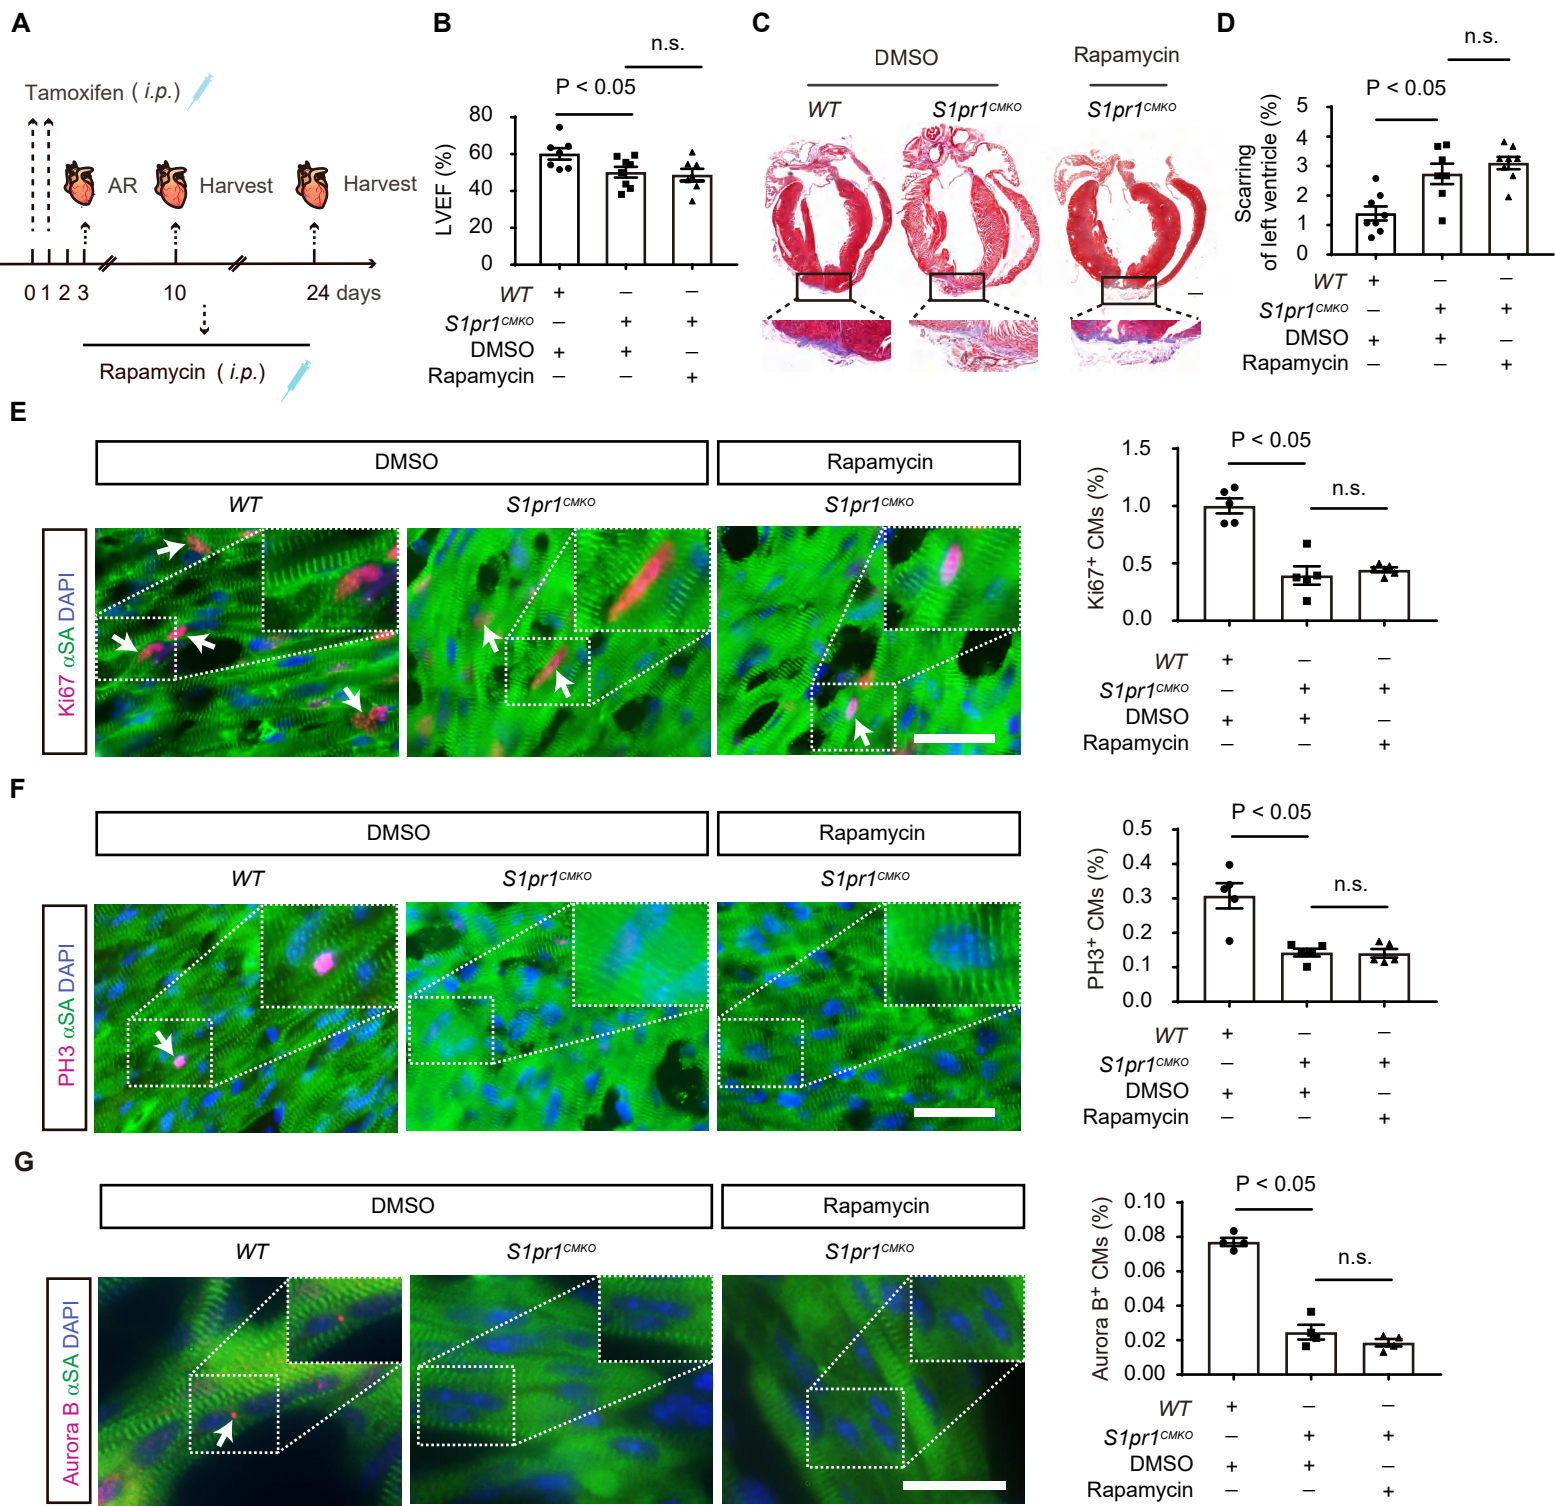 A
Tamoxifen ( i.p.)
AR
Harvest
Harvest
0 1 2 3 10 24 days
Rapamycin ( i.p.)
B
n.s.
P < 0.05
LVEF (%)
80
60
40
20
0
WT + – –
S1pr1CMKO – + +
DMSO + + –
Rapamycin – – +
C
DMSO
Rapamycin
WT
S1pr1CMKO
S1pr1CMKO
D
n.s.
P < 0.05
Scarring
of left ventricle (%)
5
4
3
2
1
0
WT + – –
S1pr1CMKO – + +
DMSO + + –
Rapamycin – – +
E
DMSO
Rapamycin
WT
S1pr1CMKO
S1pr1CMKO
Ki67 αSA DAPI
P < 0.05
n.s.
Ki67+ CMs (%)
1.5
1.0
0.5
0.0
WT + – –
S1pr1CMKO – + +
DMSO + + –
Rapamycin – – +
F
DMSO
Rapamycin
WT
S1pr1CMKO
S1pr1CMKO
PH3 αSA DAPI
P < 0.05
n.s.
PH3+ CMs (%)
0.5
0.4
0.3
0.2
0.1
0.0
WT + – –
S1pr1CMKO – + +
DMSO + + –
Rapamycin – – +
G
DMSO
Rapamycin
WT
S1pr1CMKO
S1pr1CMKO
Aurora B αSA DAPI
P < 0.05
n.s.
Aurora B+ CMs (%)
0.10
0.08
0.06
0.04
0.02
0.00
WT + – –
S1pr1CMKO – + +
DMSO + + –
Rapamycin – – +